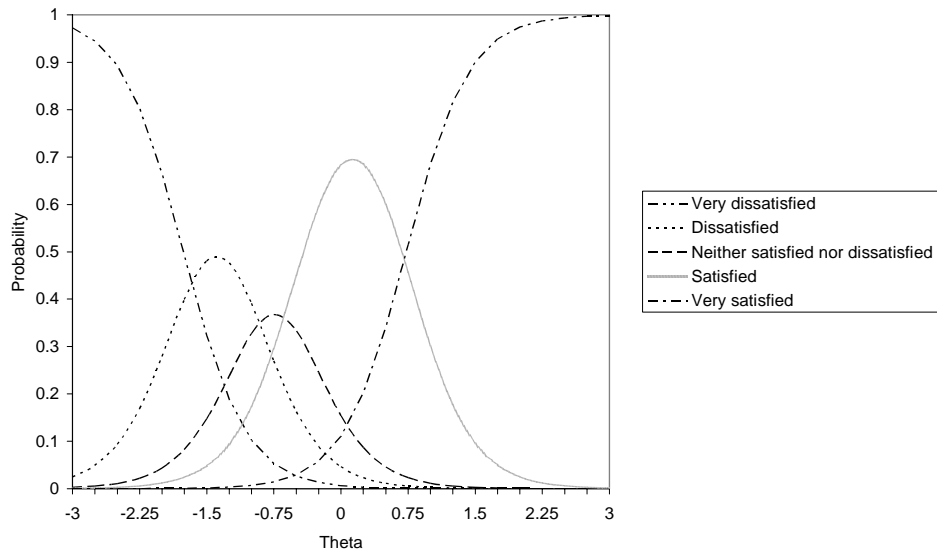 1
0.9
0.8
0.7
0.6
0.5
0.4
0.3
0.2
0.1
0
Probability
-3 -2.25 -1.5 -0.75 0 0.75 1.5 2.25 3
Theta
Very dissatisfied
Dissatisfied
Neither satisfied nor dissatisfied
Satisfied
Very satisfied